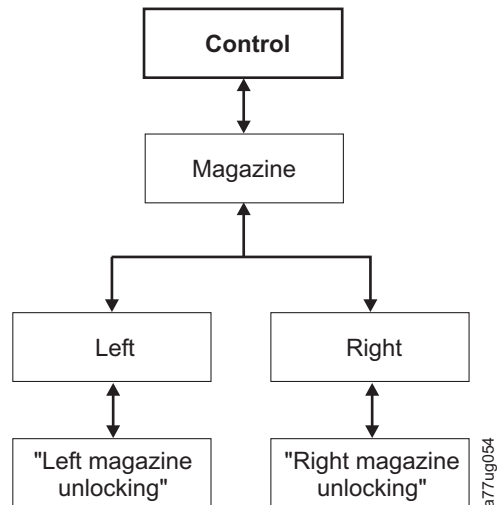 Control
Magazine
Left
Right
"Left magazine
unlocking"
"Right magazine
unlocking"
a77ug054